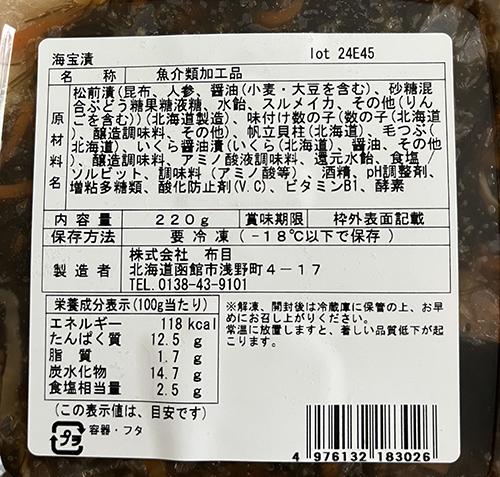 海宝漬 lot 24E45
名称 魚介類加工品
原材料名
松前漬(昆布、人参、醤油(小麦・大豆を含む)、砂糖混
合ぶどう糖果糖液糖、水飴、スルメイカ、その他(りん
ごを含む))(北海道製造)、味付け数の子(数の子(北海道
)、醸造調味料、その他)、帆立貝柱(北海道)、毛つぶ(
北海道)、いくら醤油漬(いくら(北海道)、醤油、その他
)、醸造調味料、アミノ酸液調味料、還元水飴、食塩/
ソルビット、調味料(アミノ酸等)、酒精、pH調整剤、
増粘多糖類、酸化防止剤(V.C)、ビタミンB1、酵素
内容量 220g 賞味期限 枠外表面記載
保存方法 要冷凍(-18℃以下で保存)
製造者
株式会社 布目
北海道函館市浅野町4-17
TEL.0138-43-9101
栄養成分表示(100g当たり)
エネルギー 118 kcal
たんぱく質 12.5 g
脂質 1.7 g
炭水化物 14.7 g
食塩相当量 2.5 g
(この表示値は、目安です)
※解凍、開封後は冷蔵庫に保管の上、お早
めにお召し上がりください。
常温に放置しますと、著しい品質低下が起
こります。
プラ 容器・フタ
4 976132 183026